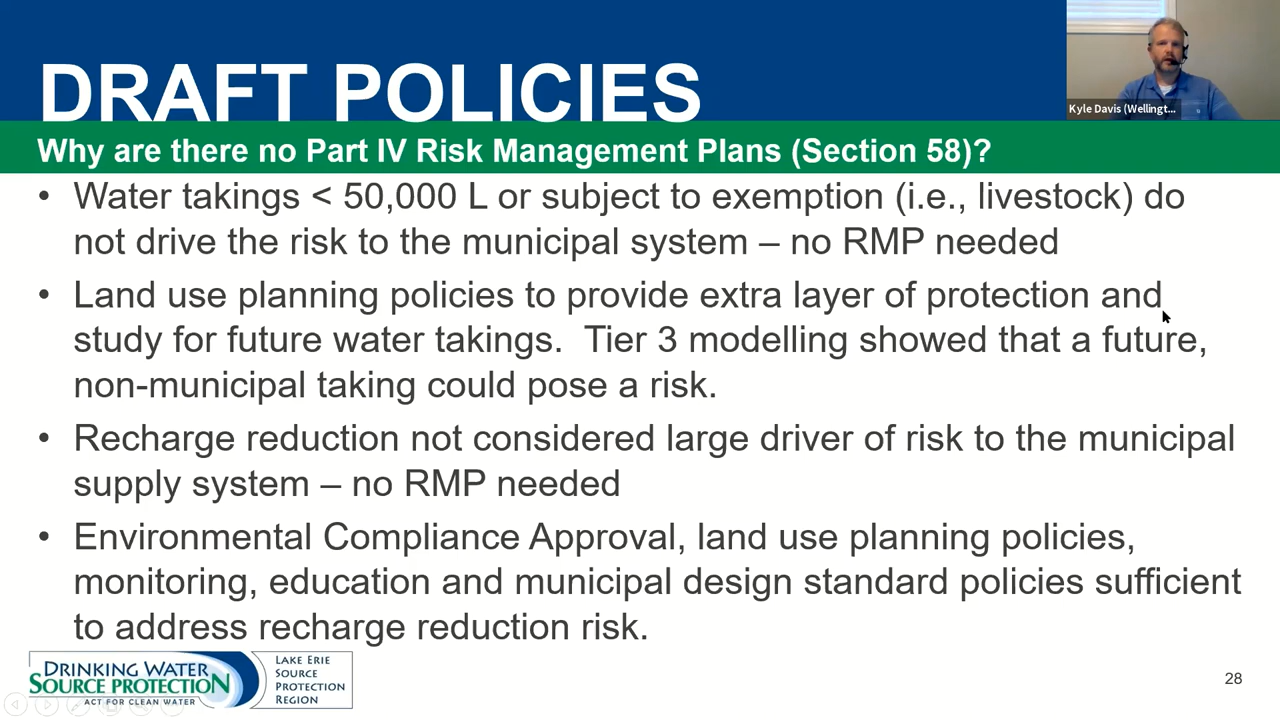 DRAFT POLICIES
Kyle Davis (Wellingt...
Why are there no Part IV Risk Management Plans (Section 58)?
• Water takings < 50,000 L or subject to exemption (i.e., livestock) do
not drive the risk to the municipal system – no RMP needed
• Land use planning policies to provide extra layer of protection and
study for future water takings. Tier 3 modelling showed that a future,
non-municipal taking could pose a risk.
• Recharge reduction not considered large driver of risk to the municipal
supply system – no RMP needed
• Environmental Compliance Approval, land use planning policies,
monitoring, education and municipal design standard policies sufficient
to address recharge reduction risk.
DRINKING WATER
SOURCE PROTECTION
ACT FOR CLEAN WATER
LAKE ERIE
SOURCE
PROTECTION
REGION
28